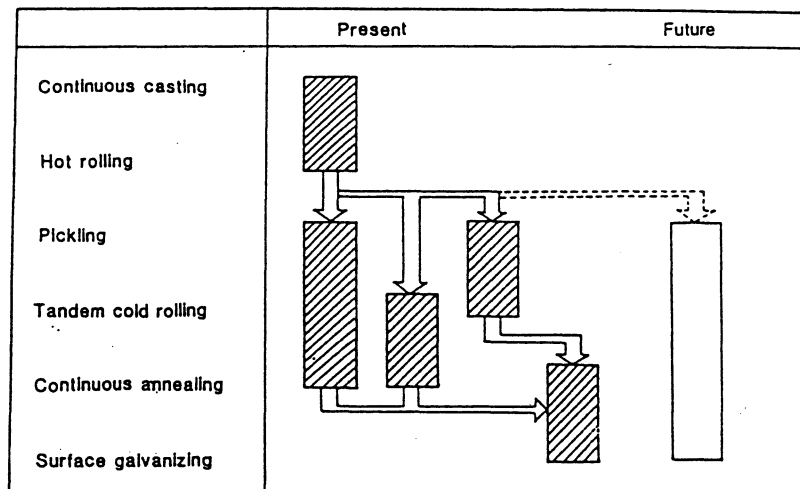 Present Future
Continuous casting
Hot rolling
Pickling
Tandem cold rolling
Continuous annealing
Surface galvanizing